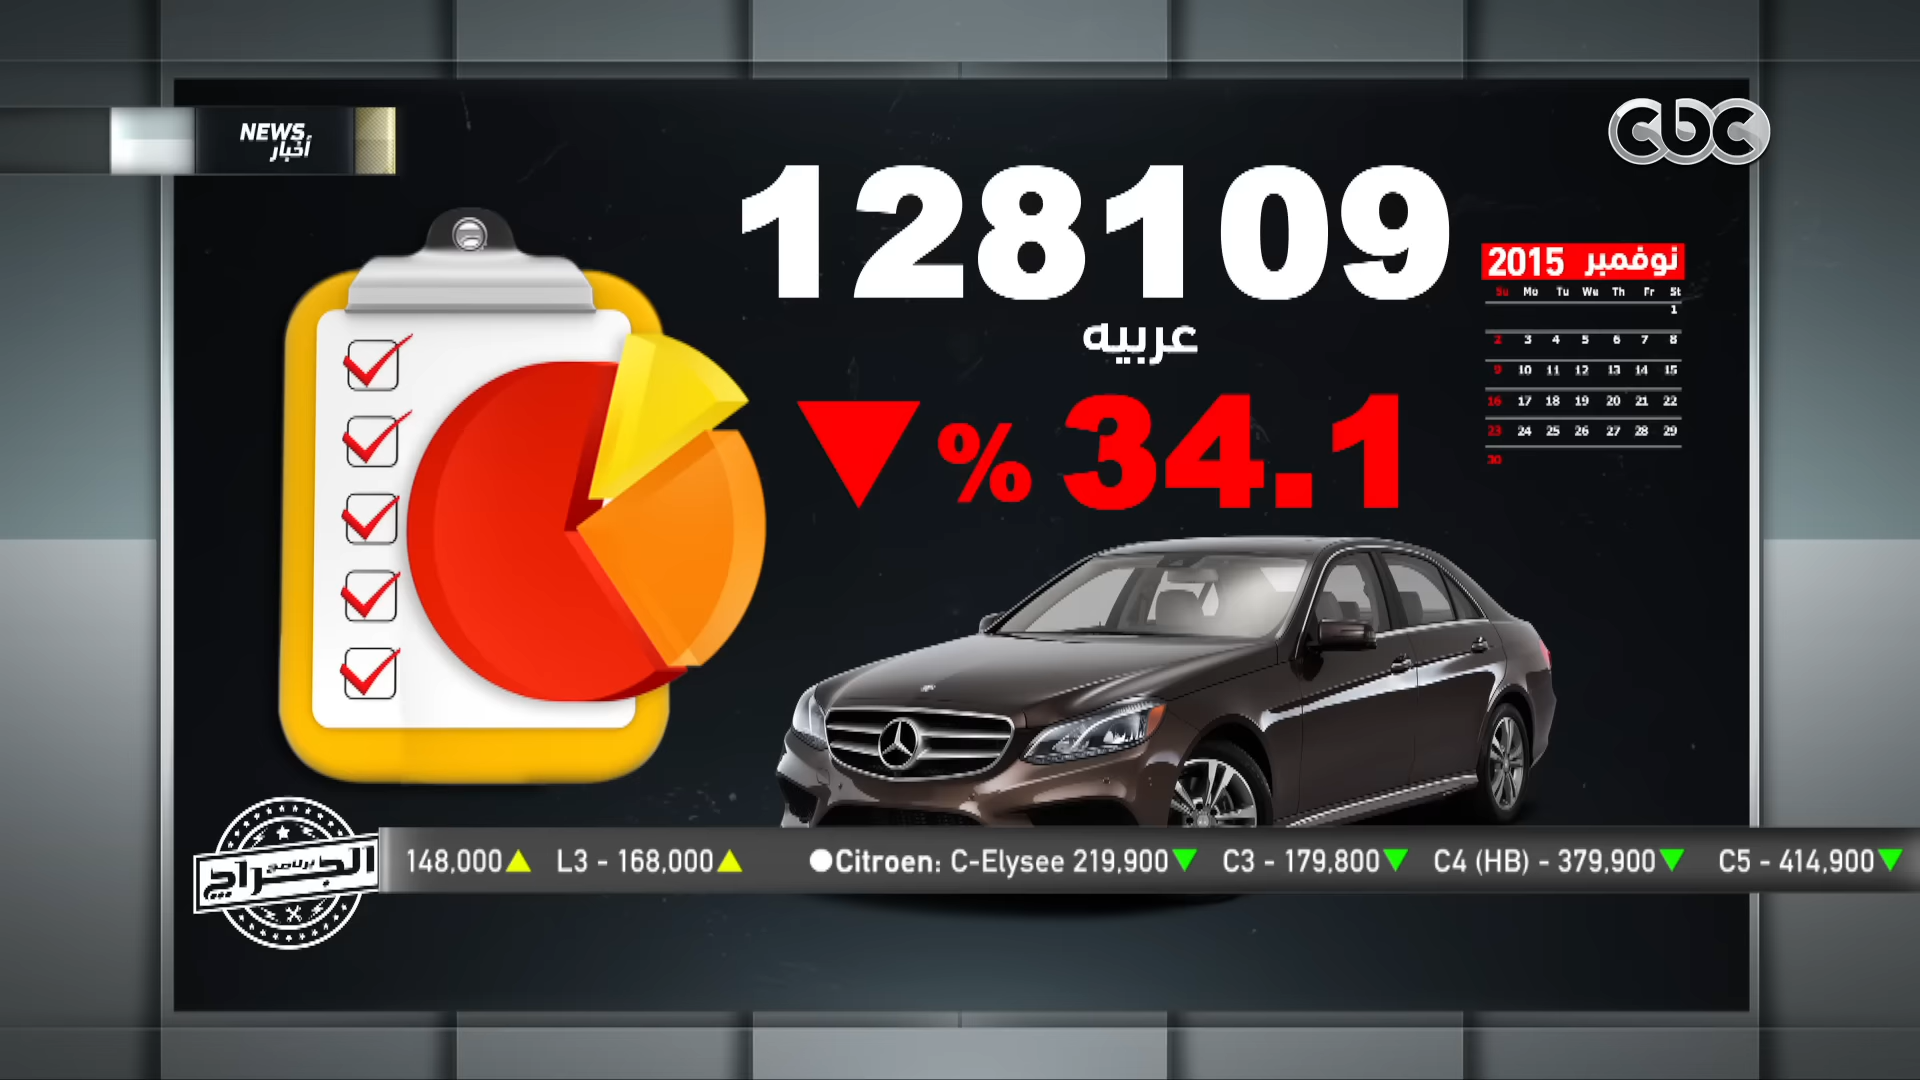 NEWS
أخبار
cbc
128109
عربيه
% 34.1
2015 نوفمبر
Su Mo Tu We Th Fr St
1
2 3 4 5 6 7 8
9 10 11 12 13 14 15
16 17 18 19 20 21 22
23 24 25 26 27 28 29
30
برنامج
الجراج
148,000 L3 - 168,000 Citroen: C-Elysee 219,900 C3 - 179,800 C4 (HB) - 379,900 C5 - 414,900